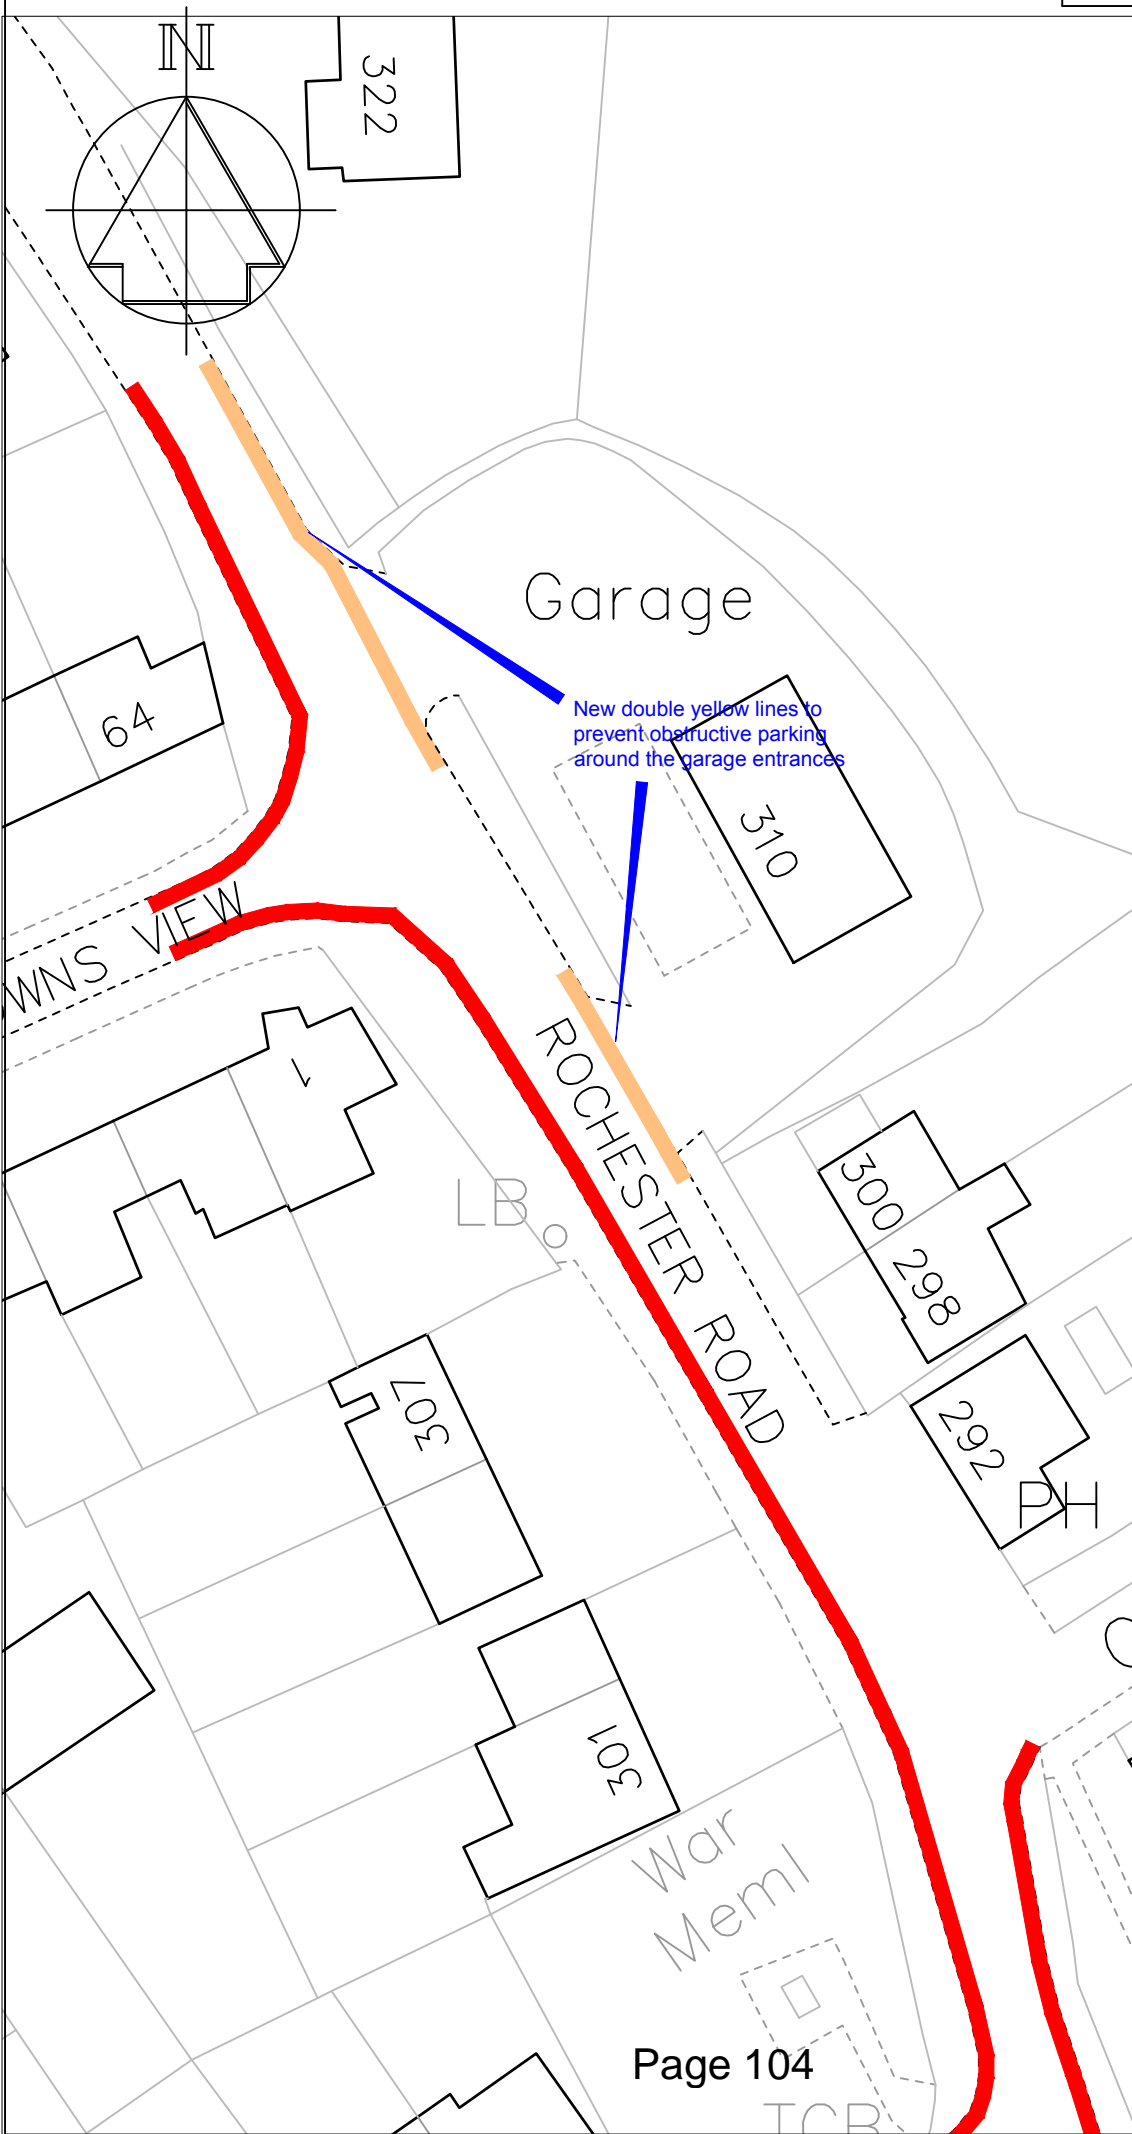 N
322
Garage
New double yellow lines to
prevent obstructive parking
around the garage entrances
64
310
WNS VIEW
1
ROCHESTER ROAD
LB
300
298
307
292
PH
301
War
Meml
Page 104
TCB